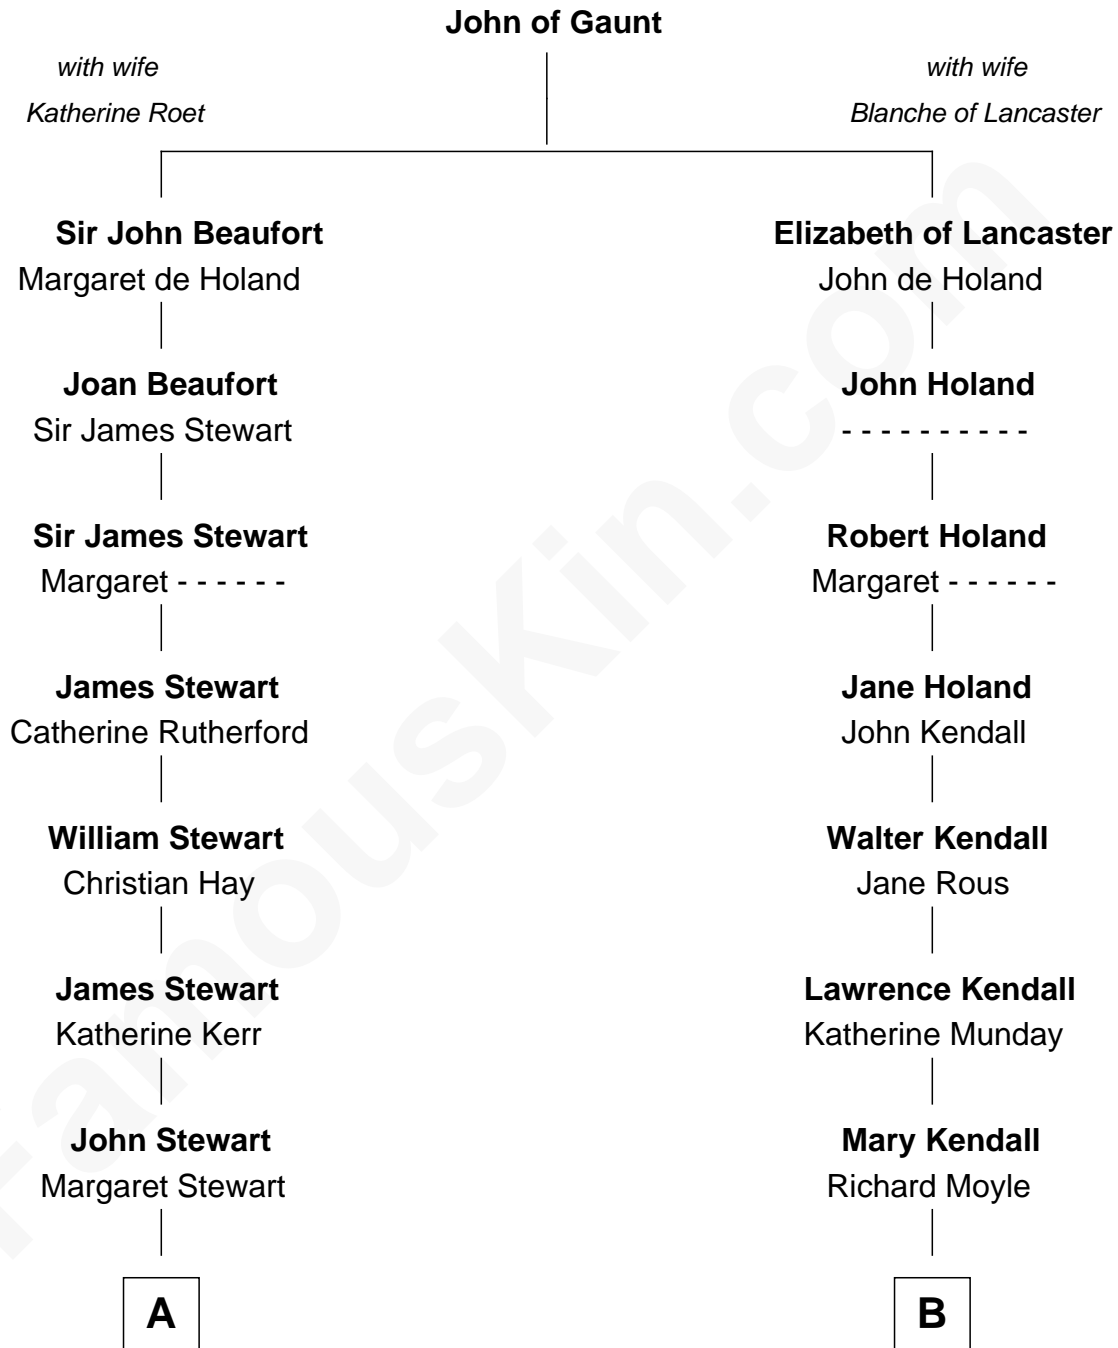 John of Gaunt
with wife
Katherine Roet
with wife
Blanche of Lancaster
Sir John Beaufort
Margaret de Holand
Elizabeth of Lancaster
John de Holand
Joan Beaufort
Sir James Stewart
John Holand
- - - - - - - - - -
Sir James Stewart
Margaret - - - - - -
Robert Holand
Margaret - - - - - -
James Stewart
Catherine Rutherford
Jane Holand
John Kendall
William Stewart
Christian Hay
Walter Kendall
Jane Rous
James Stewart
Katherine Kerr
Lawrence Kendall
Katherine Munday
John Stewart
Margaret Stewart
Mary Kendall
Richard Moyle
A
B
FamousKin.com